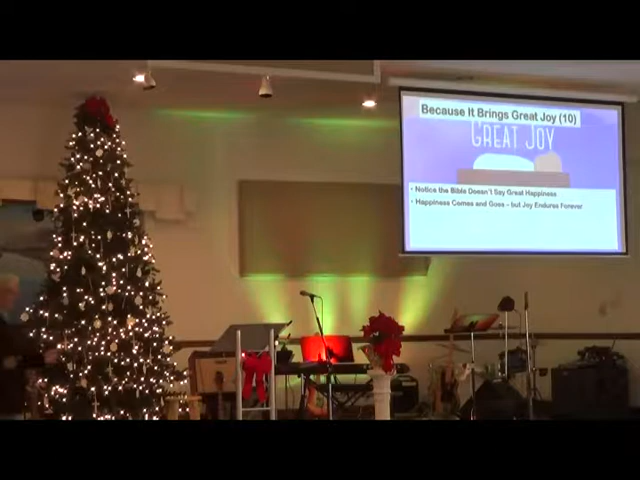 Because It Brings Great Joy (10)
GREAT JOY
• Notice the Bible Doesn't Say Great Happiness
• Happiness Comes and Goes – but Joy Endures Forever